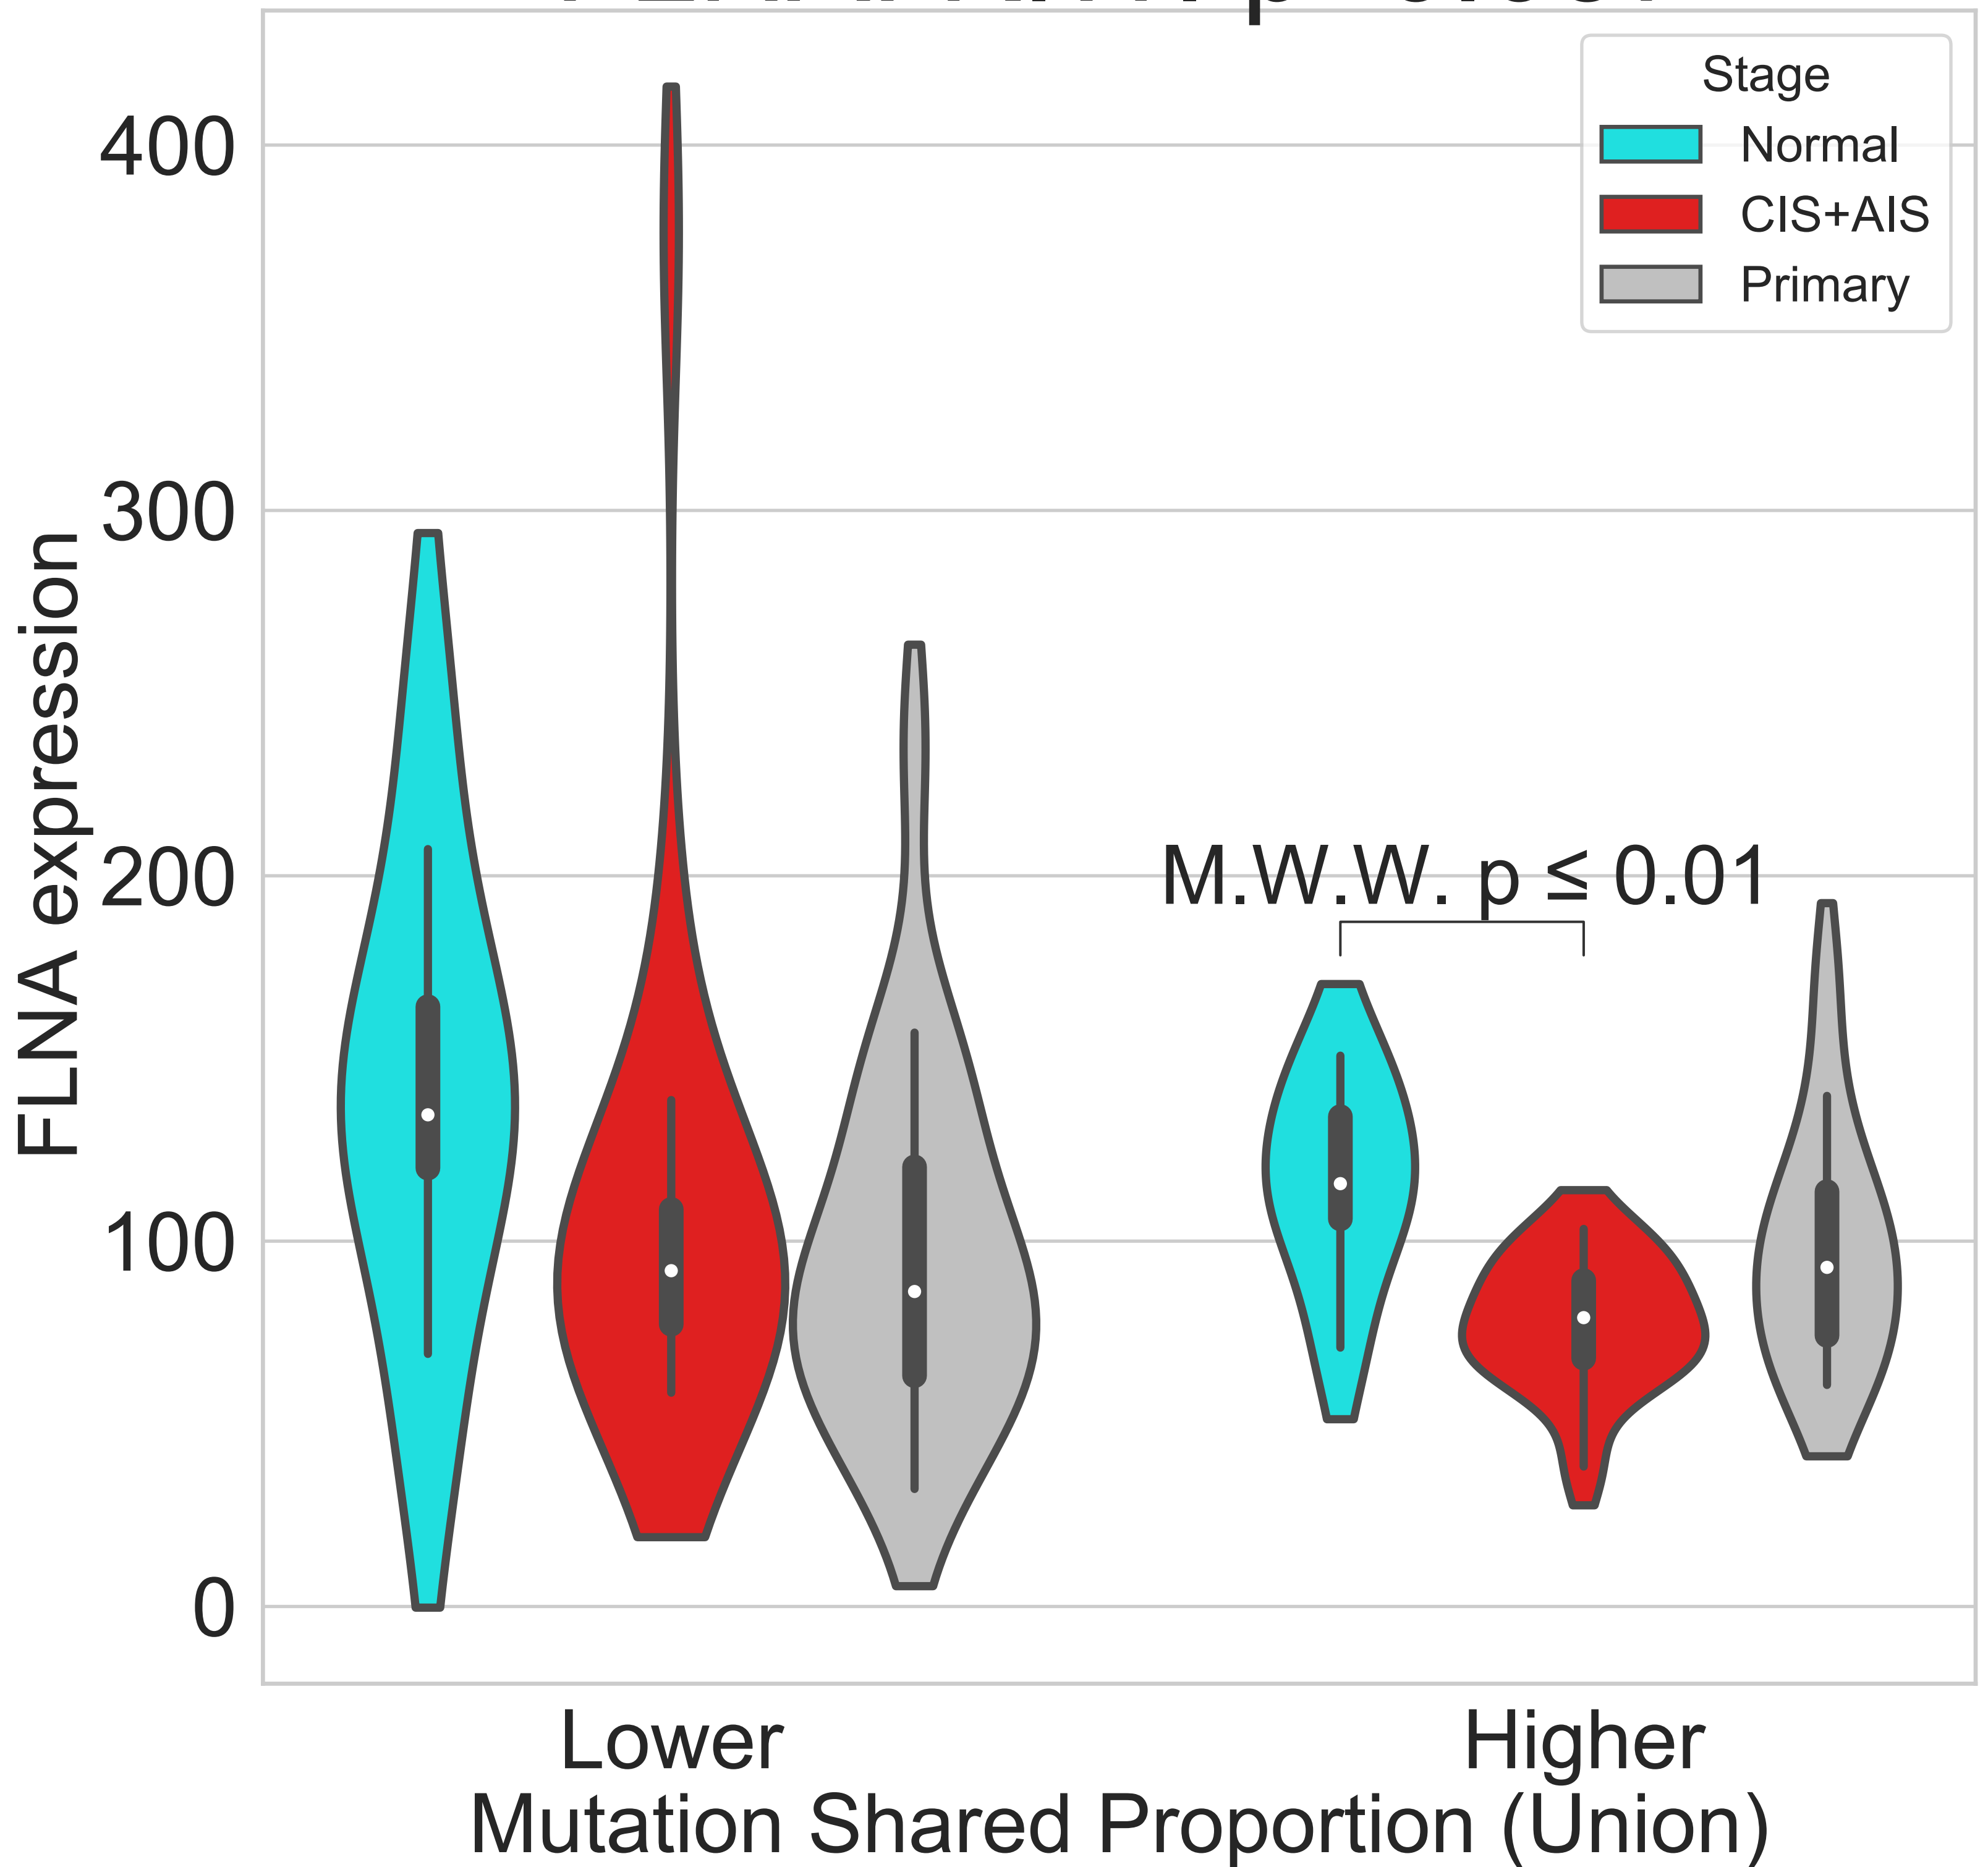 Stage
Normal
CIS+AIS
Primary
400
300
200
100
0
FLNA expression
M.W.W. p ≤ 0.01
Lower
Higher
Mutation Shared Proportion (Union)